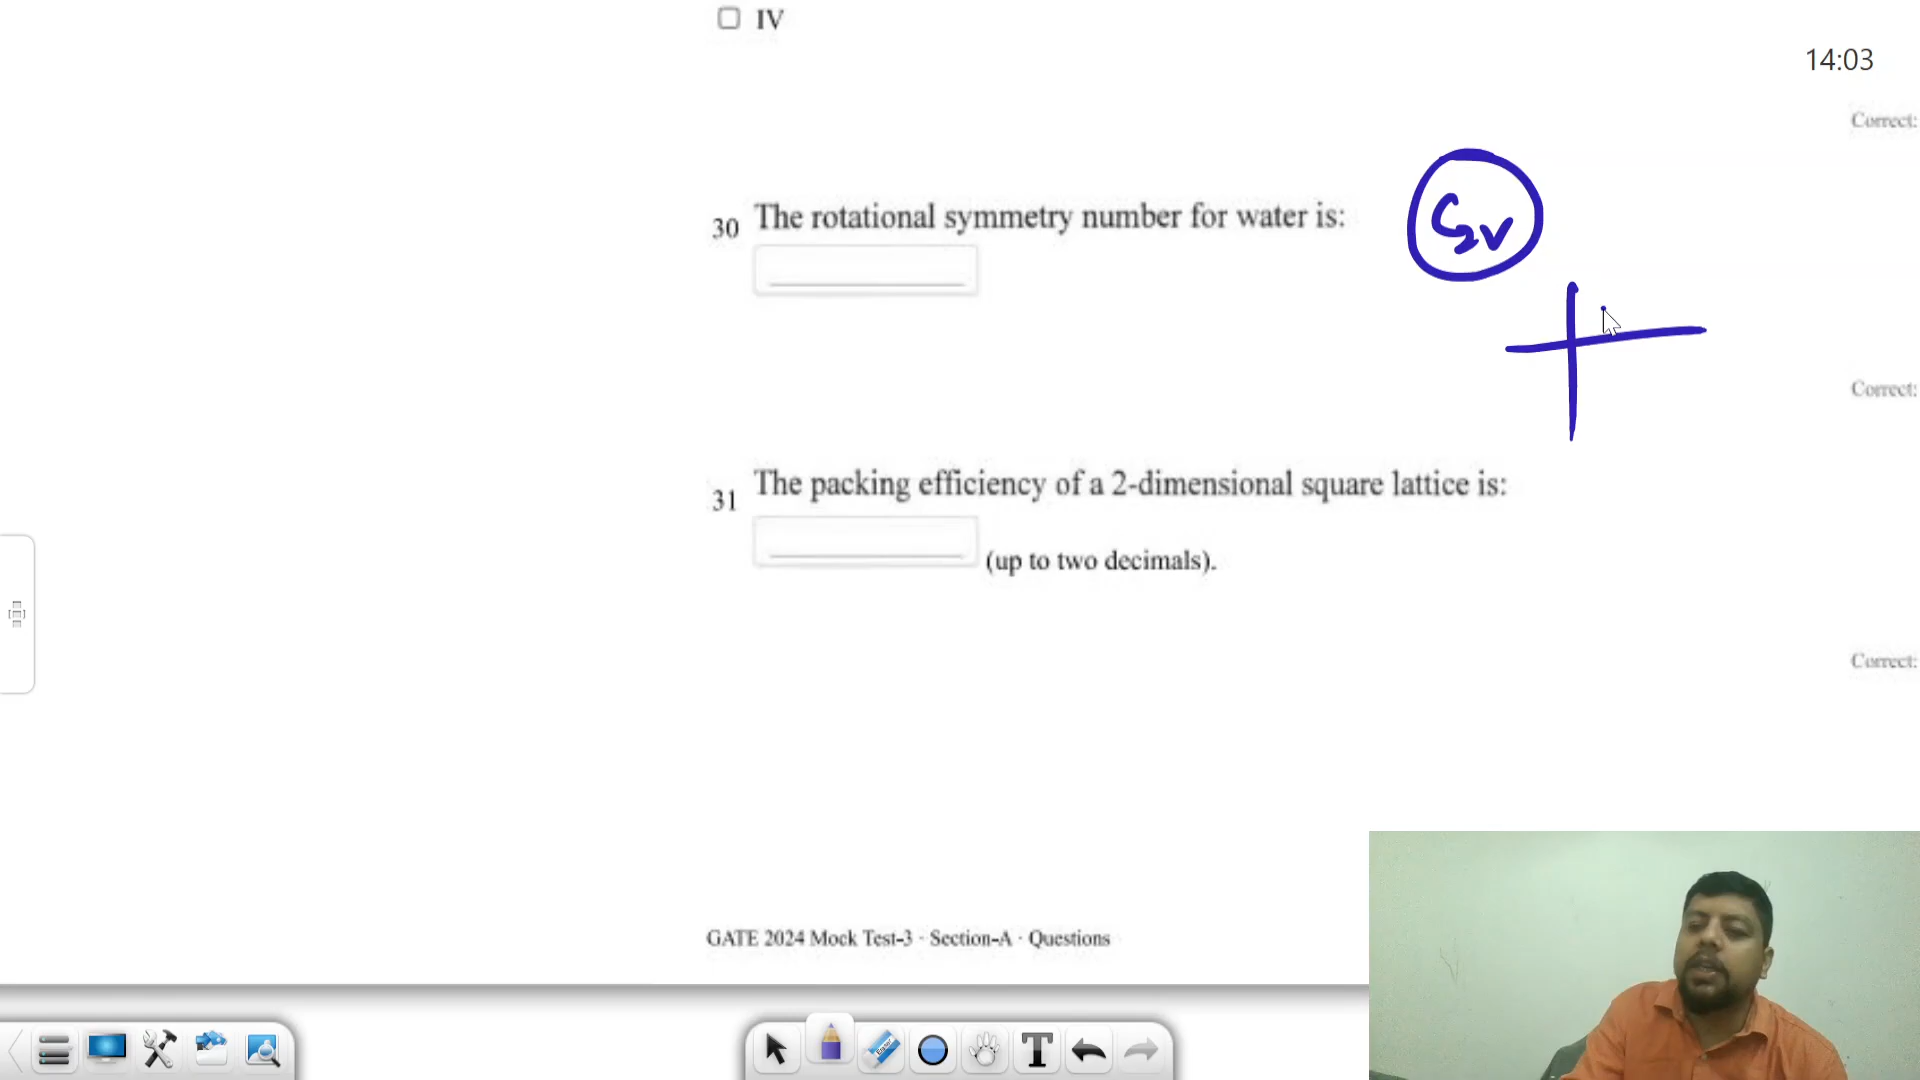 IV
14:03
Correct:
30 The rotational symmetry number for water is:
C2v
Correct:
31 The packing efficiency of a 2-dimensional square lattice is:
(up to two decimals).
Correct:
GATE 2024 Mock Test-3 · Section-A · Questions
T